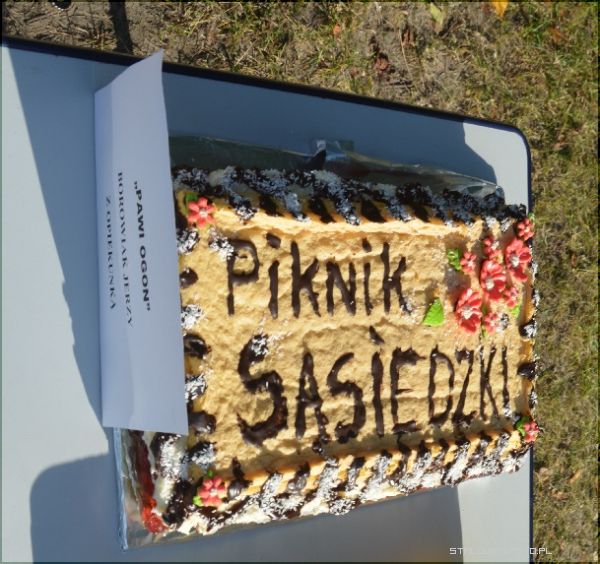 PiKNiK
SĄSiEDZKI
"PAWI OGON"
BOROWIAK JERZY
Z OPIEKUNKĄ